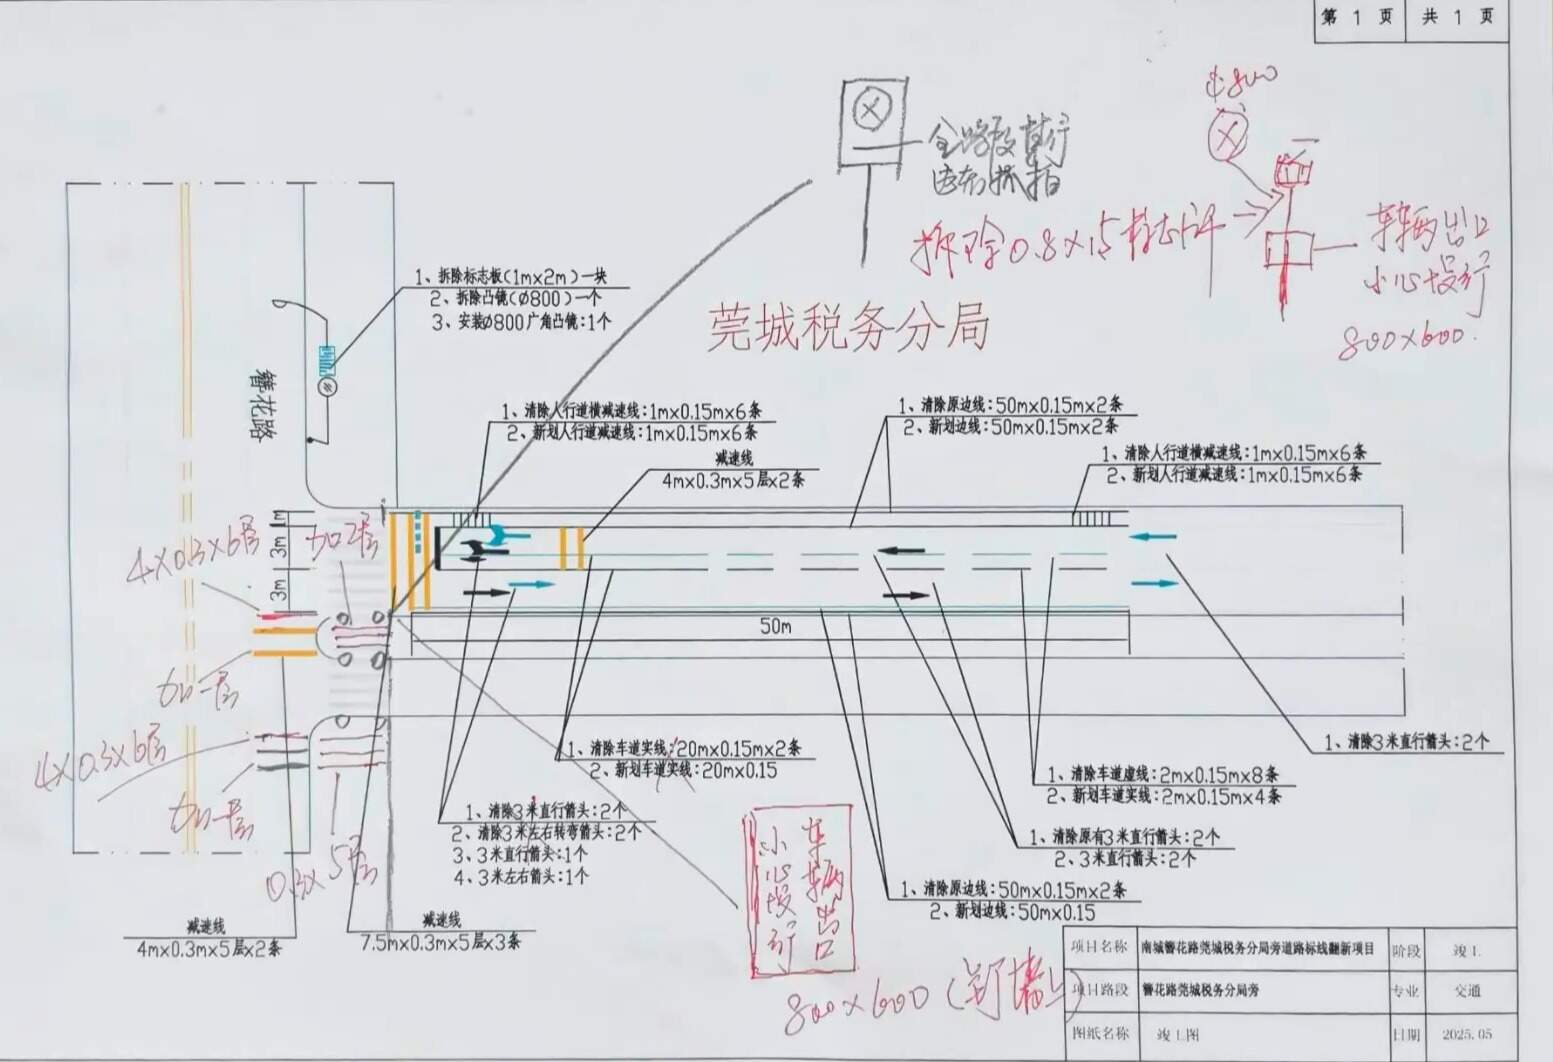 第 1 页 共 1 页
ϕ800
全路段禁行
违布抓拍
拆除0.8×1.5标志牌
车辆出口
小心慢行
800×600.
1、拆除标志板(1m×2m)一块
2、拆除凸镜(Ø800)一个
3、安装Ø800广角凸镜:1个
莞城税务分局
簪花路
1、清除人行道横减速线:1m×0.15m×6条
2、新划人行道减速线:1m×0.15m×6条
减速线
4m×0.3m×5层×2条
1、清除原边线:50m×0.15m×2条
2、新划边线:50m×0.15m×2条
1、清除人行道横减速线:1m×0.15m×6条
2、新划人行道减速线:1m×0.15m×6条
1m
3m
3m
4×0.3×6层
加2层
50m
加一层
4×0.3×6层
加一层
0.3×5层
1、清除车道实线:20m×0.15m×2条
2、新划车道实线:20m×0.15
1、清除3米直行箭头:2个
1、清除车道虚线:2m×0.15m×8条
2、新划车道实线:2m×0.15m×4条
1、清除3米直行箭头:2个
2、清除3米左右转弯箭头:2个
3、3米直行箭头:1个
4、3米左右箭头:1个
1、清除原有3米直行箭头:2个
2、3米直行箭头:2个
1、清除原边线:50m×0.15m×2条
2、新划边线:50m×0.15
减速线
4m×0.3m×5层×2条
减速线
7.5m×0.3m×5层×3条
车辆出口
小心慢行
800×600(钉墙上)
项目名称 南城簪花路莞城税务分局旁道路标线翻新项目 阶段 竣工
项目路段 簪花路莞城税务分局旁 专业 交通
图纸名称 竣工图 日期 2025.05